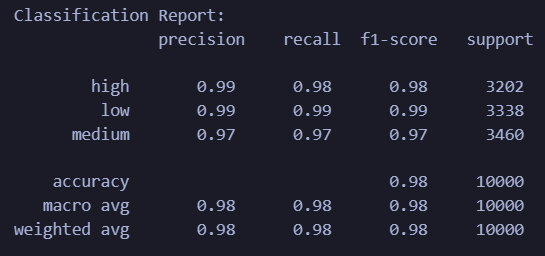 Classification Report:
precision recall f1-score support
high 0.99 0.98 0.98 3202
low 0.99 0.99 0.99 3338
medium 0.97 0.97 0.97 3460
accuracy 0.98 10000
macro avg 0.98 0.98 0.98 10000
weighted avg 0.98 0.98 0.98 10000